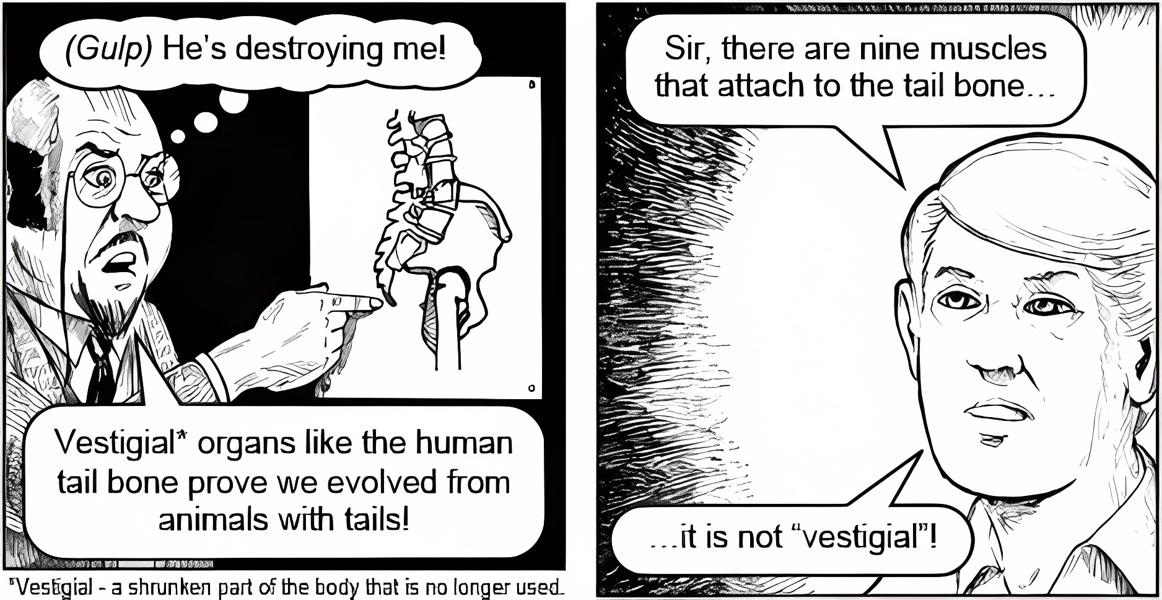 (Gulp) He's destroying me!
Vestigial* organs like the human
tail bone prove we evolved from
animals with tails!
*Vestigial - a shrunken part of the body that is no longer used.
Sir, there are nine muscles
that attach to the tail bone...
...it is not “vestigial”!